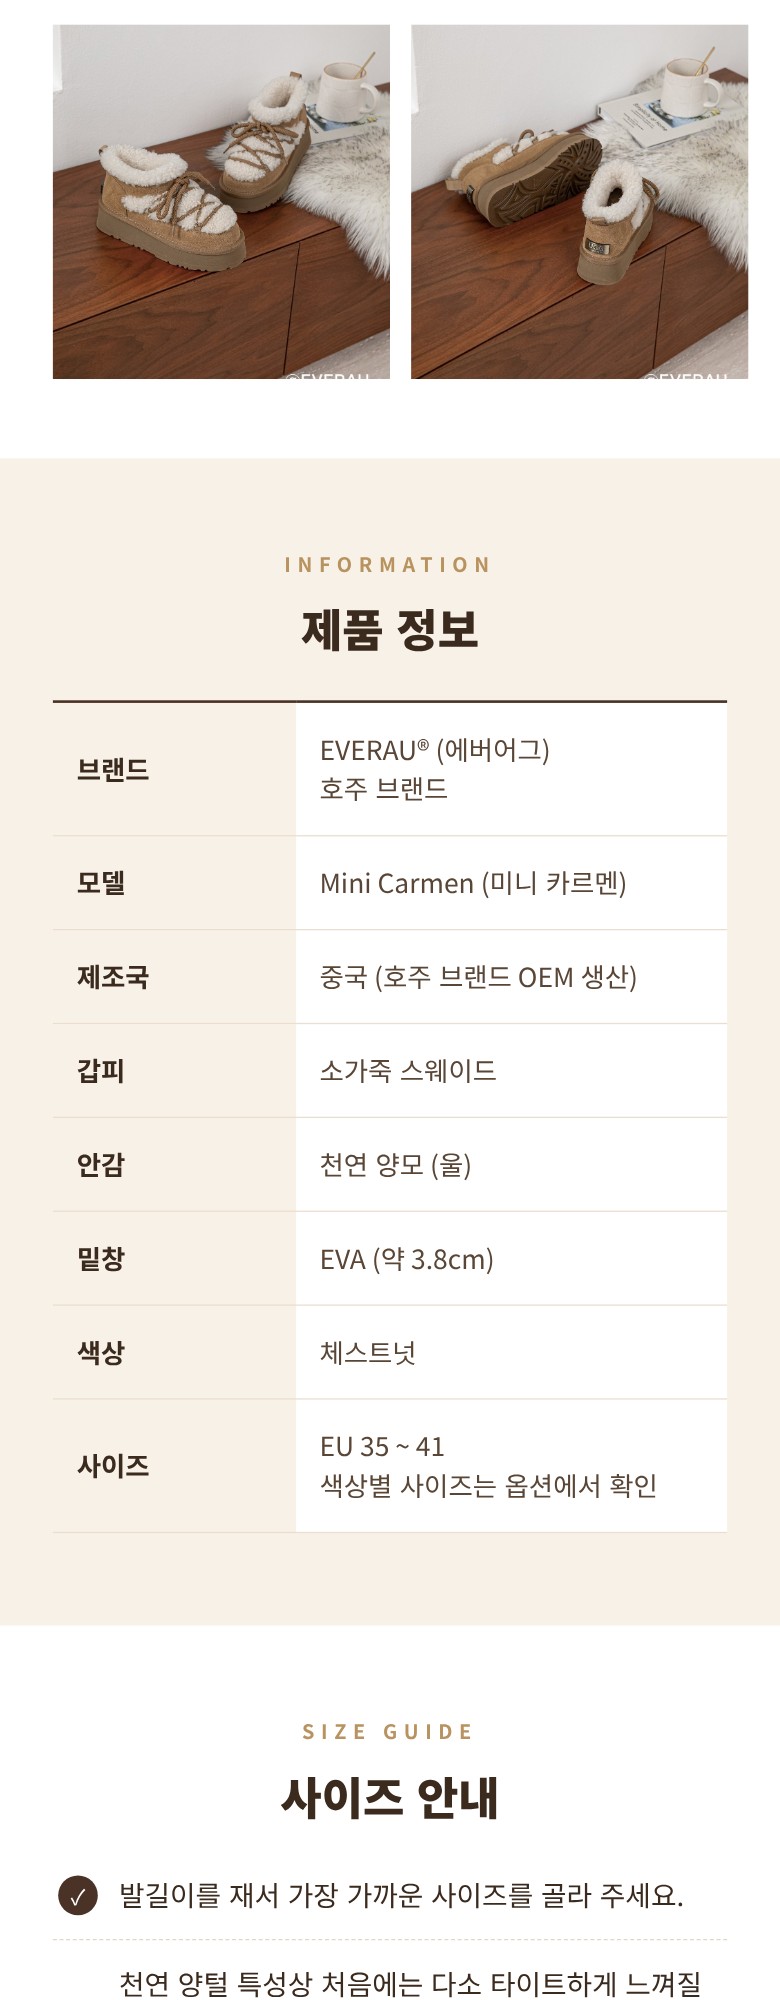 ©EVERAU
©EVERAU
INFORMATION
제품 정보
브랜드
EVERAU® (에버어그)
호주 브랜드
모델
Mini Carmen (미니 카르멘)
제조국
중국 (호주 브랜드 OEM 생산)
갑피
소가죽 스웨이드
안감
천연 양모 (울)
밑창
EVA (약 3.8cm)
색상
체스트넛
사이즈
EU 35 ~ 41
색상별 사이즈는 옵션에서 확인
SIZE GUIDE
사이즈 안내
발길이를 재서 가장 가까운 사이즈를 골라 주세요.
천연 양털 특성상 처음에는 다소 타이트하게 느껴질